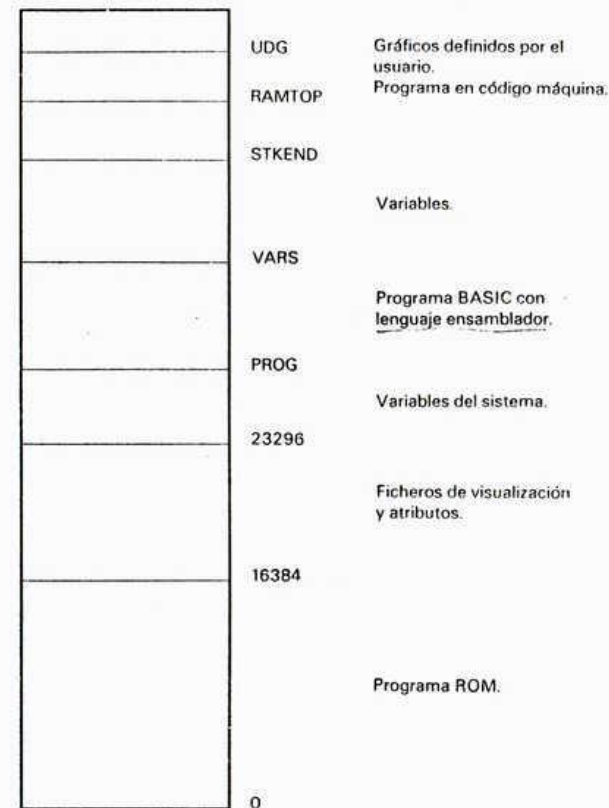 UDG
Gráficos definidos por el
usuario.
RAMTOP
Programa en código máquina.
STKEND
Variables.
VARS
Programa BASIC con
lenguaje ensamblador.
PROG
Variables del sistema.
23296
Ficheros de visualización
y atributos.
16384
Programa ROM.
0